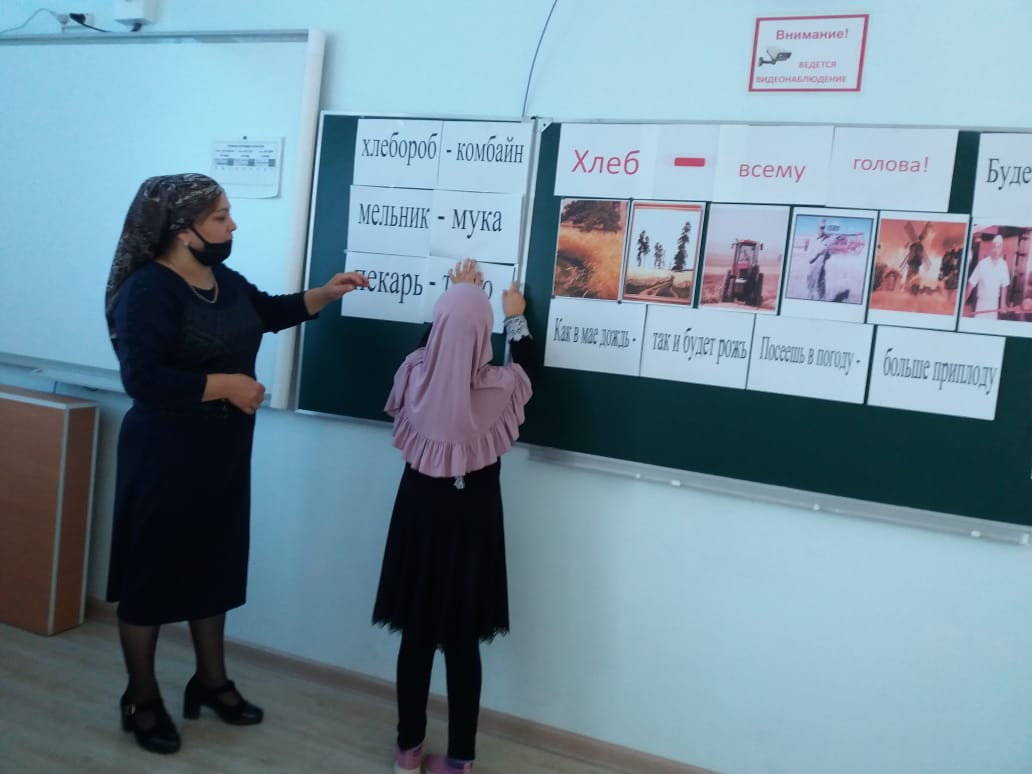 Внимание!
ВЕДЕТСЯ
ВИДЕОНАБЛЮДЕНИЕ
хлебороб - комбайн
мельник - мука
пекарь -
Хлеб - всему голова!
Буде
Как в мае дождь - так и будет рожь
Посеешь в погоду - больше приплоду